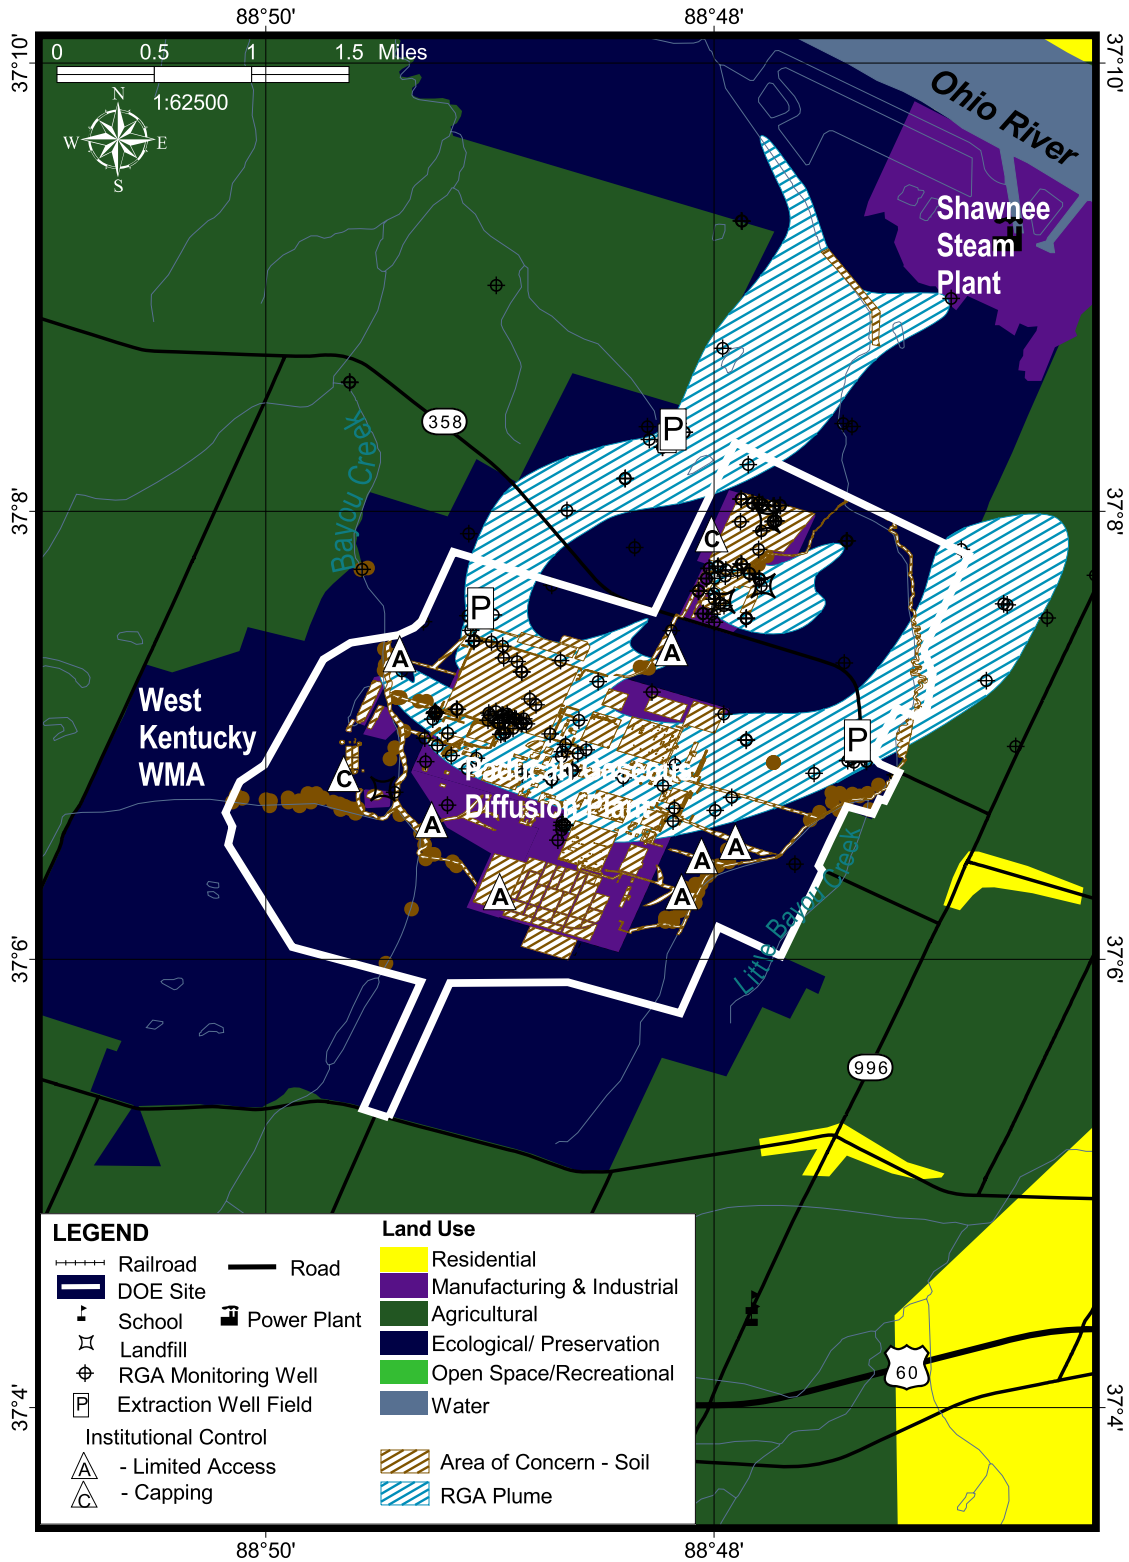 88°50'
88°48'
37°10'
37°10'
0
0.5
1
1.5
Miles
1:62500
N
W
E
S
Ohio River
Shawnee
Steam
Plant
358
P
Bayou Creek
37°8'
37°8'
C
P
A
A
West
Kentucky
WMA
P
C
Diffusion Plant
A
A
A
A
A
Little Bayou Creek
37°6'
37°6'
996
LEGEND
Railroad
Road
DOE Site
School
Power Plant
Landfill
RGA Monitoring Well
P
Extraction Well Field
Institutional Control
A
- Limited Access
C
- Capping
Land Use
Residential
Manufacturing & Industrial
Agricultural
Ecological/ Preservation
Open Space/Recreational
Water
Area of Concern - Soil
RGA Plume
60
37°4'
37°4'
88°50'
88°48'